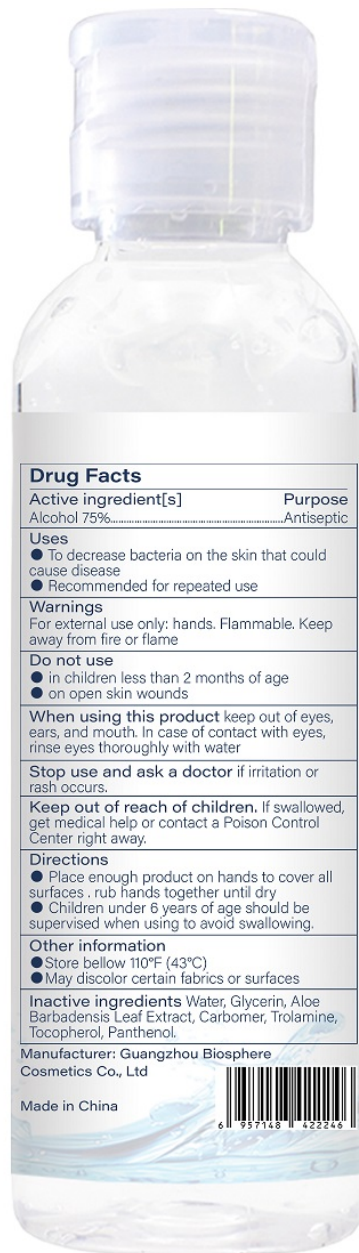 Drug Facts
Active ingredient[s] Purpose
Alcohol 75%........................................................Antiseptic
Uses
● To decrease bacteria on the skin that could
cause disease
● Recommended for repeated use
Warnings
For external use only: hands. Flammable. Keep
away from fire or flame
Do not use
● in children less than 2 months of age
● on open skin wounds
When using this product keep out of eyes,
ears, and mouth. In case of contact with eyes,
rinse eyes thoroughly with water
Stop use and ask a doctor if irritation or
rash occurs.
Keep out of reach of children. If swallowed,
get medical help or contact a Poison Control
Center right away.
Directions
● Place enough product on hands to cover all
surfaces . rub hands together until dry
● Children under 6 years of age should be
supervised when using to avoid swallowing.
Other information
●Store bellow 110°F (43°C)
●May discolor certain fabrics or surfaces
Inactive ingredients Water, Glycerin, Aloe
Barbadensis Leaf Extract, Carbomer, Trolamine,
Tocopherol, Panthenol.
Manufacturer: Guangzhou Biosphere
Cosmetics Co., Ltd
Made in China
6 957148 422246